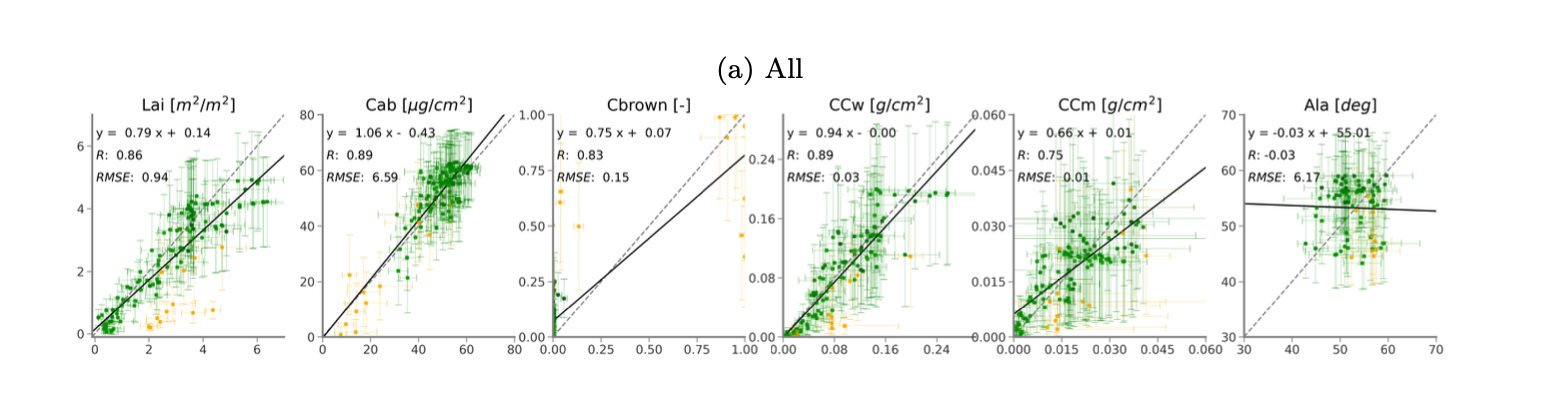 (a) All
Lai [m²/m²]
y = 0.79 x + 0.14
R: 0.86
RMSE: 0.94
6
4
2
0
0 2 4 6
Cab [μg/cm²]
y = 1.06 x - 0.43
R: 0.89
RMSE: 6.59
80
60
40
20
0
0 20 40 60 80
Cbrown [-]
y = 0.75 x + 0.07
R: 0.83
RMSE: 0.15
1.00
0.75
0.50
0.25
0.00
0.00 0.25 0.50 0.75 1.00
CCw [g/cm²]
y = 0.94 x - 0.00
R: 0.89
RMSE: 0.03
0.24
0.16
0.08
0.00
0.00 0.08 0.16 0.24
CCm [g/cm²]
y = 0.66 x + 0.01
R: 0.75
RMSE: 0.01
0.060
0.045
0.030
0.015
0.000
0.000 0.015 0.030 0.045 0.060
Ala [deg]
y = -0.03 x + 55.01
R: -0.03
RMSE: 6.17
70
60
50
40
30
30 40 50 60 70